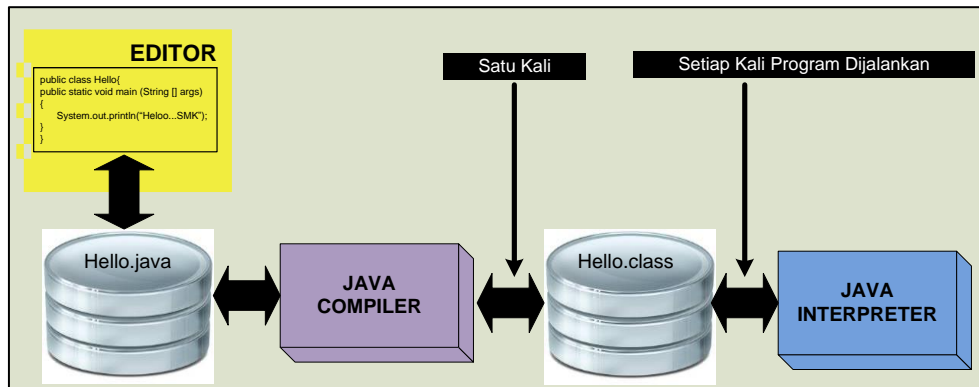 EDITOR
public class Hello{
public static void main (String [] args)
{
System.out.println("Heloo...SMK");
}
}
Satu Kali
Setiap Kali Program Dijalankan
Hello.java
JAVA
COMPILER
Hello.class
JAVA
INTERPRETER